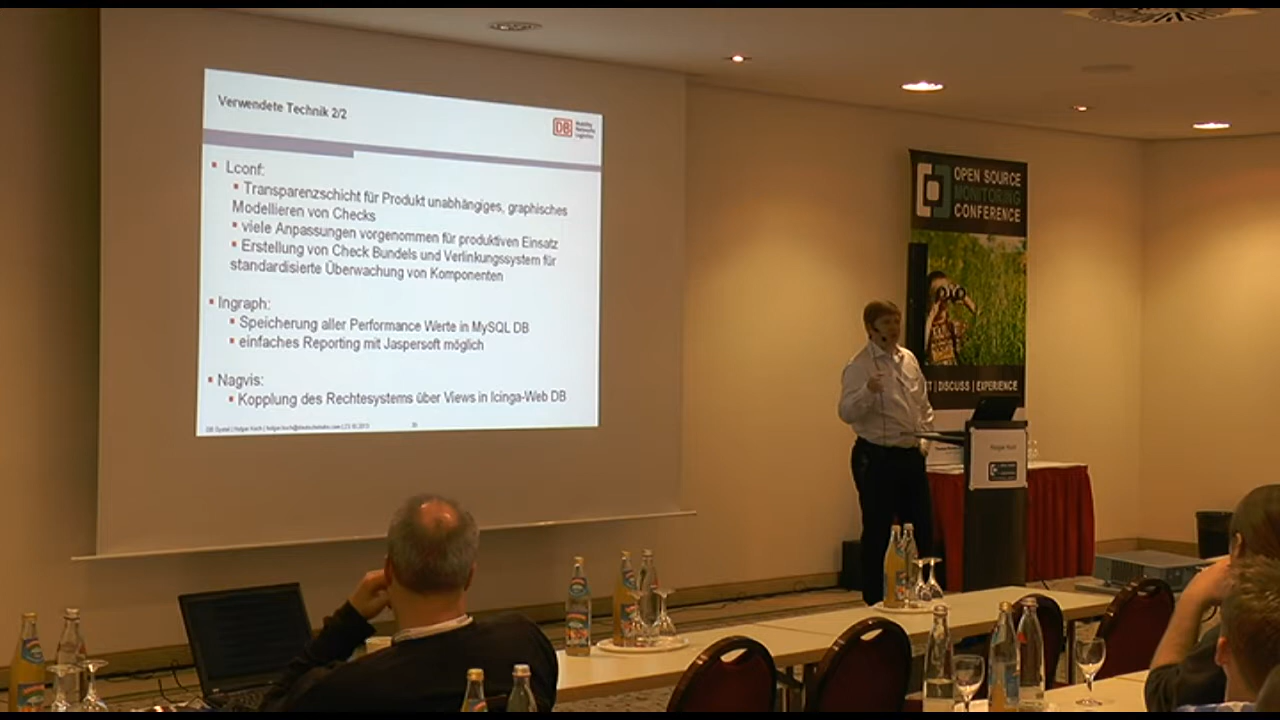 Verwendete Technik 2/2
DB
Mobility
Networks
Logistics
Lconf:
Transparenzschicht für Produkt unabhängiges, graphisches
Modellieren von Checks
viele Anpassungen vorgenommen für produktiven Einsatz
Erstellung von Check Bundels und Verlinkungssystem für
standardisierte Überwachung von Komponenten
Ingraph:
Speicherung aller Performance Werte in MySQL DB
einfaches Reporting mit Jaspersoft möglich
Nagvis:
Kopplung des Rechtesystems über Views in Icinga-Web DB
OPEN SOURCE
MONITORING
CONFERENCE
| DISCUSS | EXPERIENCE